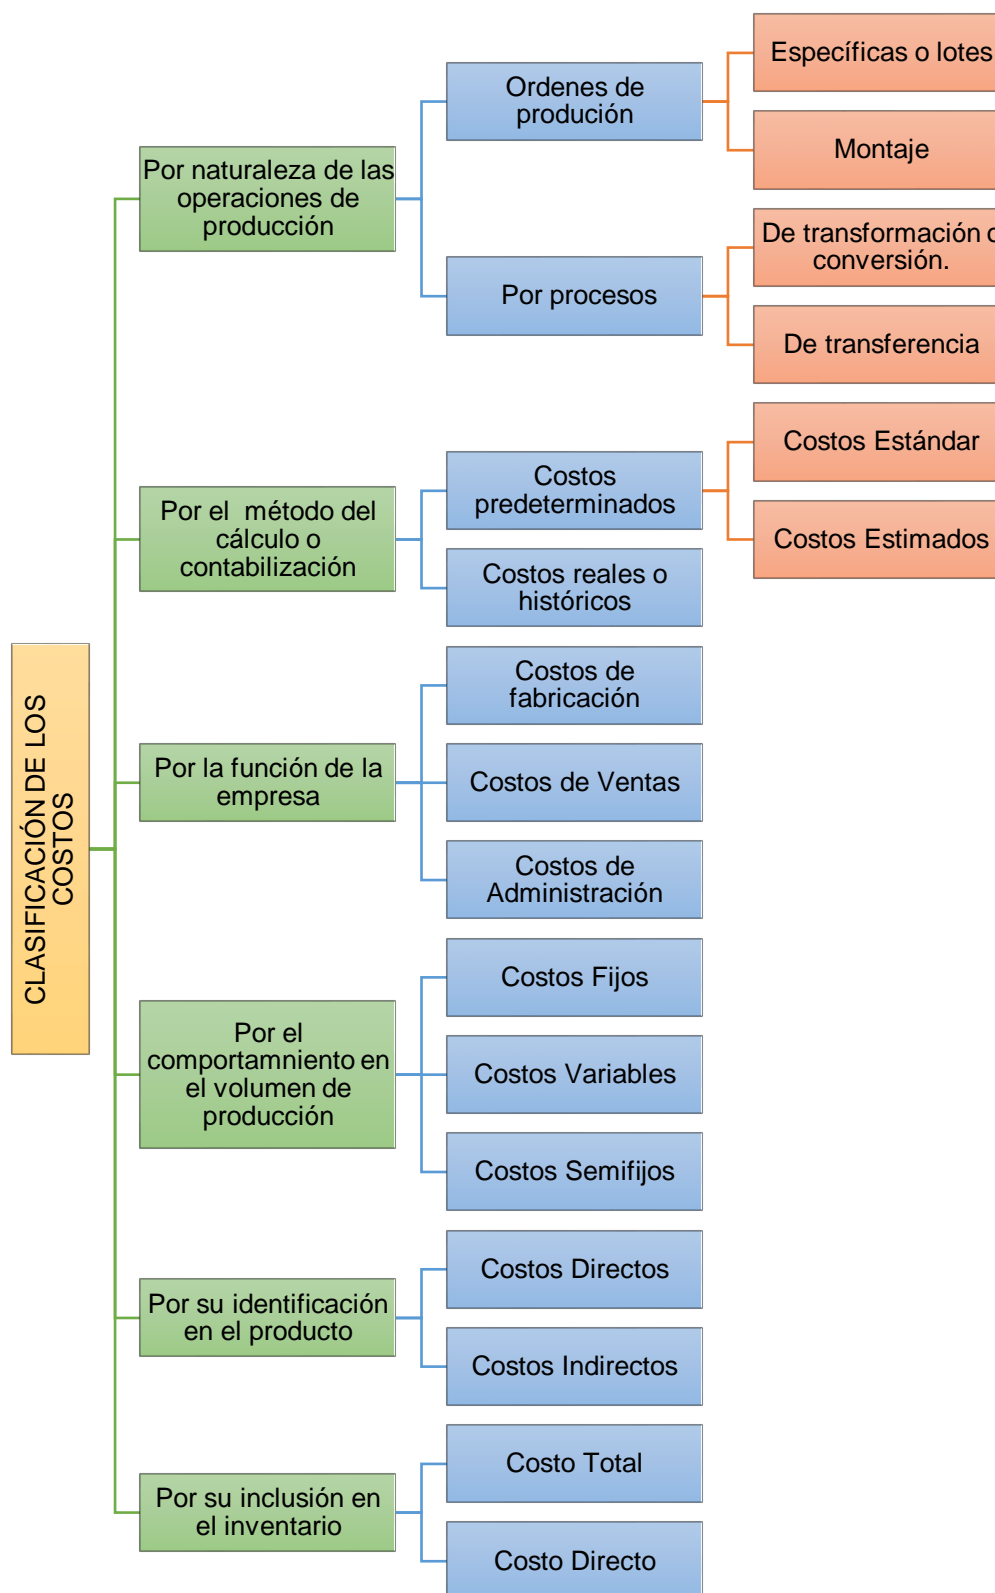 CLASIFICACIÓN DE LOS
COSTOS
Por naturaleza de las
operaciones de
producción
Ordenes de
produción
Específicas o lotes
Montaje
Por procesos
De transformación o
conversión.
De transferencia
Por el método del
cálculo o
contabilización
Costos
predeterminados
Costos Estándar
Costos Estimados
Costos reales o
históricos
Por la función de la
empresa
Costos de
fabricación
Costos de Ventas
Costos de
Administración
Por el
comportamniento en
el volumen de
producción
Costos Fijos
Costos Variables
Costos Semifijos
Por su identificación
en el producto
Costos Directos
Costos Indirectos
Por su inclusión en
el inventario
Costo Total
Costo Directo